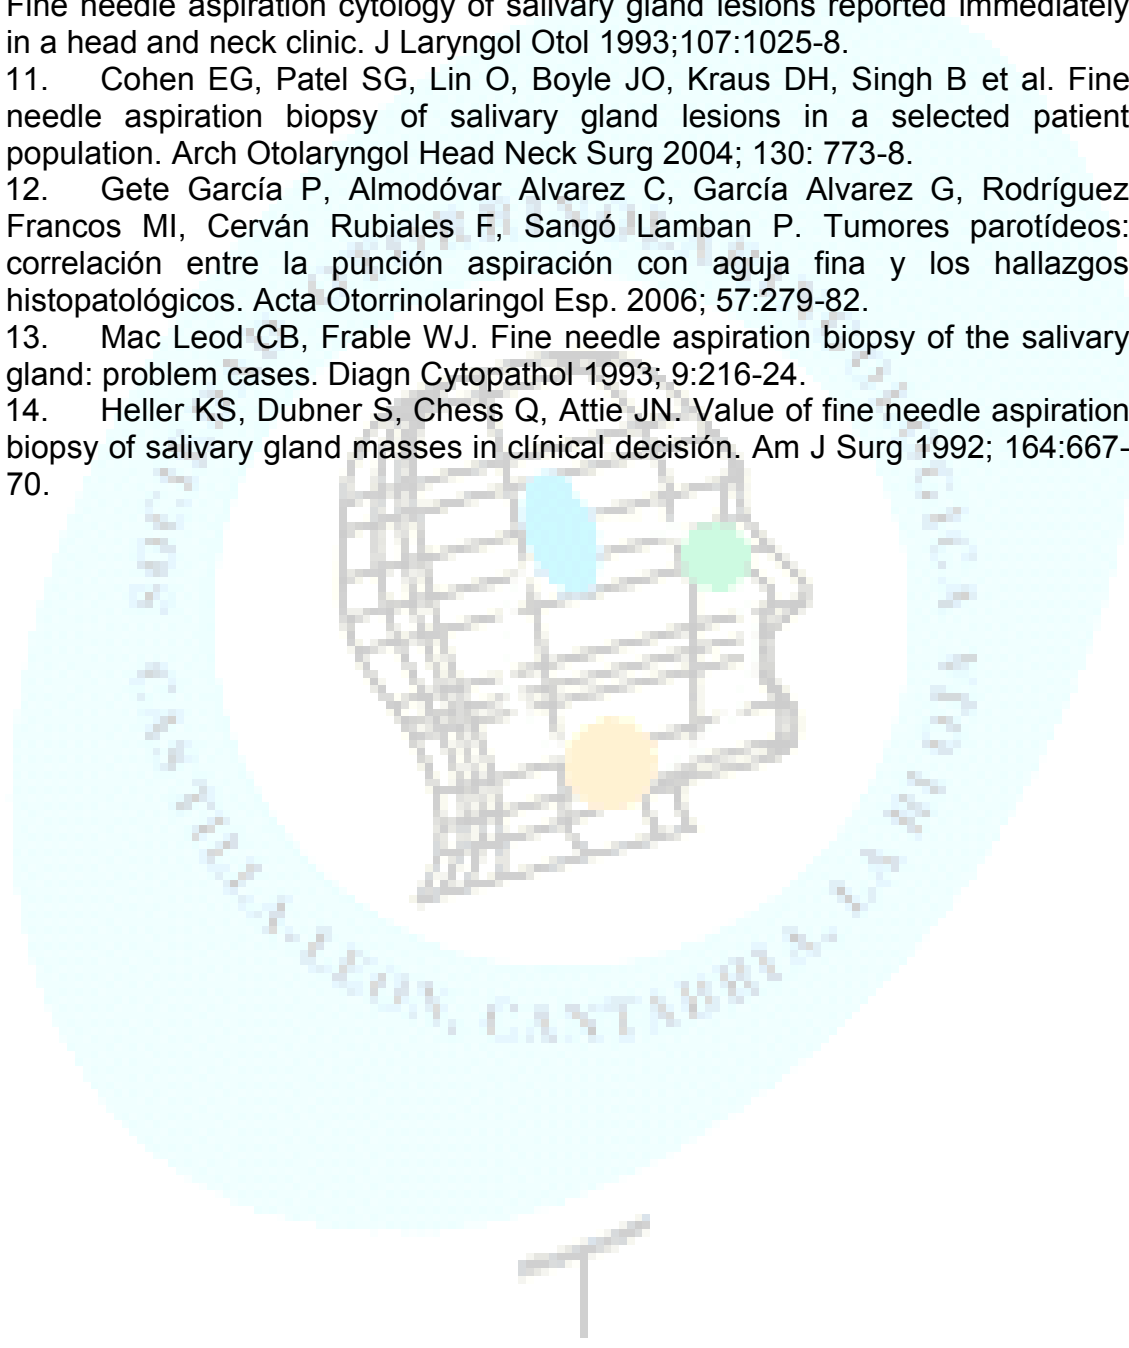 Fine needle aspiration cytology of salivary gland lesions reported immediately
in a head and neck clinic. J Laryngol Otol 1993;107:1025-8.
11. Cohen EG, Patel SG, Lin O, Boyle JO, Kraus DH, Singh B et al. Fine
needle aspiration biopsy of salivary gland lesions in a selected patient
population. Arch Otolaryngol Head Neck Surg 2004; 130: 773-8.
12. Gete García P, Almodóvar Alvarez C, García Alvarez G, Rodríguez
Francos MI, Cerván Rubiales F, Sangó Lamban P. Tumores parotídeos:
correlación entre la punción aspiración con aguja fina y los hallazgos
histopatológicos. Acta Otorrinolaringol Esp. 2006; 57:279-82.
13. Mac Leod CB, Frable WJ. Fine needle aspiration biopsy of the salivary
gland: problem cases. Diagn Cytopathol 1993; 9:216-24.
14. Heller KS, Dubner S, Chess Q, Attie JN. Value of fine needle aspiration
biopsy of salivary gland masses in clínical decisión. Am J Surg 1992; 164:667-
70.
CASTILLA-LEON, CANTABRIA, LA RIOJA